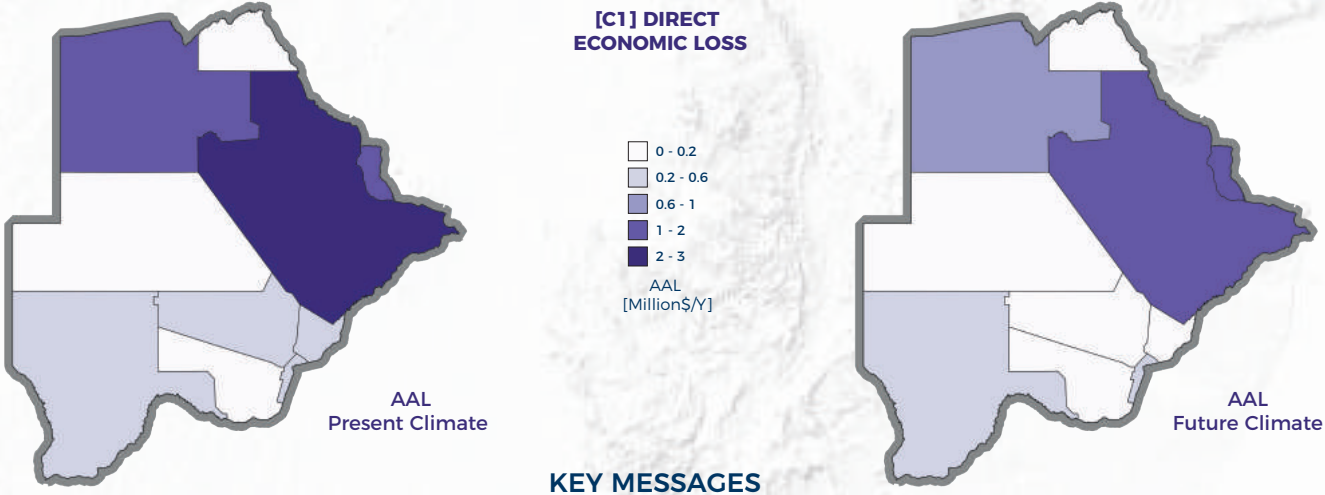 [C1] DIRECT
ECONOMIC LOSS
0 - 0.2
0.2 - 0.6
0.6 - 1
1 - 2
2 - 3
AAL
[Million$/Y]
AAL
Present Climate
AAL
Future Climate
KEY MESSAGES